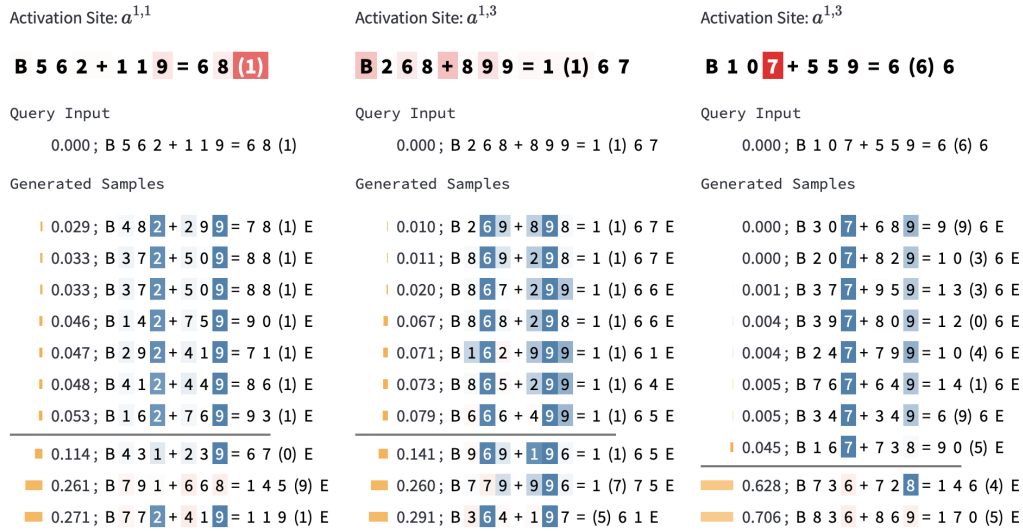 Activation Site: a^{1,1}
B 5 6 2 + 1 1 9 = 6 8 (1)
Query Input
0.000 ; B 5 6 2 + 1 1 9 = 6 8 (1)
Generated Samples
0.029 ; B 4 8 2 + 2 9 9 = 7 8 (1) E
0.033 ; B 3 7 2 + 5 0 9 = 8 8 (1) E
0.033 ; B 3 7 2 + 5 0 9 = 8 8 (1) E
0.046 ; B 1 4 2 + 7 5 9 = 9 0 (1) E
0.047 ; B 2 9 2 + 4 1 9 = 7 1 (1) E
0.048 ; B 4 1 2 + 4 4 9 = 8 6 (1) E
0.053 ; B 1 6 2 + 7 6 9 = 9 3 (1) E
0.114 ; B 4 3 1 + 2 3 9 = 6 7 (0) E
0.261 ; B 7 9 1 + 6 6 8 = 1 4 5 (9) E
0.271 ; B 7 7 2 + 4 1 9 = 1 1 9 (1) E
Activation Site: a^{1,3}
B 2 6 8 + 8 9 9 = 1 (1) 6 7
Query Input
0.000 ; B 2 6 8 + 8 9 9 = 1 (1) 6 7
Generated Samples
0.010 ; B 2 6 9 + 8 9 8 = 1 (1) 6 7 E
0.011 ; B 8 6 9 + 2 9 8 = 1 (1) 6 7 E
0.020 ; B 8 6 7 + 2 9 9 = 1 (1) 6 6 E
0.067 ; B 8 6 8 + 2 9 8 = 1 (1) 6 6 E
0.071 ; B 1 6 2 + 9 9 9 = 1 (1) 6 1 E
0.073 ; B 8 6 5 + 2 9 9 = 1 (1) 6 4 E
0.079 ; B 6 6 6 + 4 9 9 = 1 (1) 6 5 E
0.141 ; B 9 6 9 + 1 9 6 = 1 (1) 6 5 E
0.260 ; B 7 7 9 + 9 9 6 = 1 (7) 7 5 E
0.291 ; B 3 6 4 + 1 9 7 = (5) 6 1 E
Activation Site: a^{1,3}
B 1 0 7 + 5 5 9 = 6 (6) 6
Query Input
0.000 ; B 1 0 7 + 5 5 9 = 6 (6) 6
Generated Samples
0.000 ; B 3 0 7 + 6 8 9 = 9 (9) 6 E
0.000 ; B 2 0 7 + 8 2 9 = 1 0 (3) 6 E
0.001 ; B 3 7 7 + 9 5 9 = 1 3 (3) 6 E
0.004 ; B 3 9 7 + 8 0 9 = 1 2 (0) 6 E
0.004 ; B 2 4 7 + 7 9 9 = 1 0 (4) 6 E
0.005 ; B 7 6 7 + 6 4 9 = 1 4 (1) 6 E
0.005 ; B 3 4 7 + 3 4 9 = 6 (9) 6 E
0.045 ; B 1 6 7 + 7 3 8 = 9 0 (5) E
0.628 ; B 7 3 6 + 7 2 8 = 1 4 6 (4) E
0.706 ; B 8 3 6 + 8 6 9 = 1 7 0 (5) E